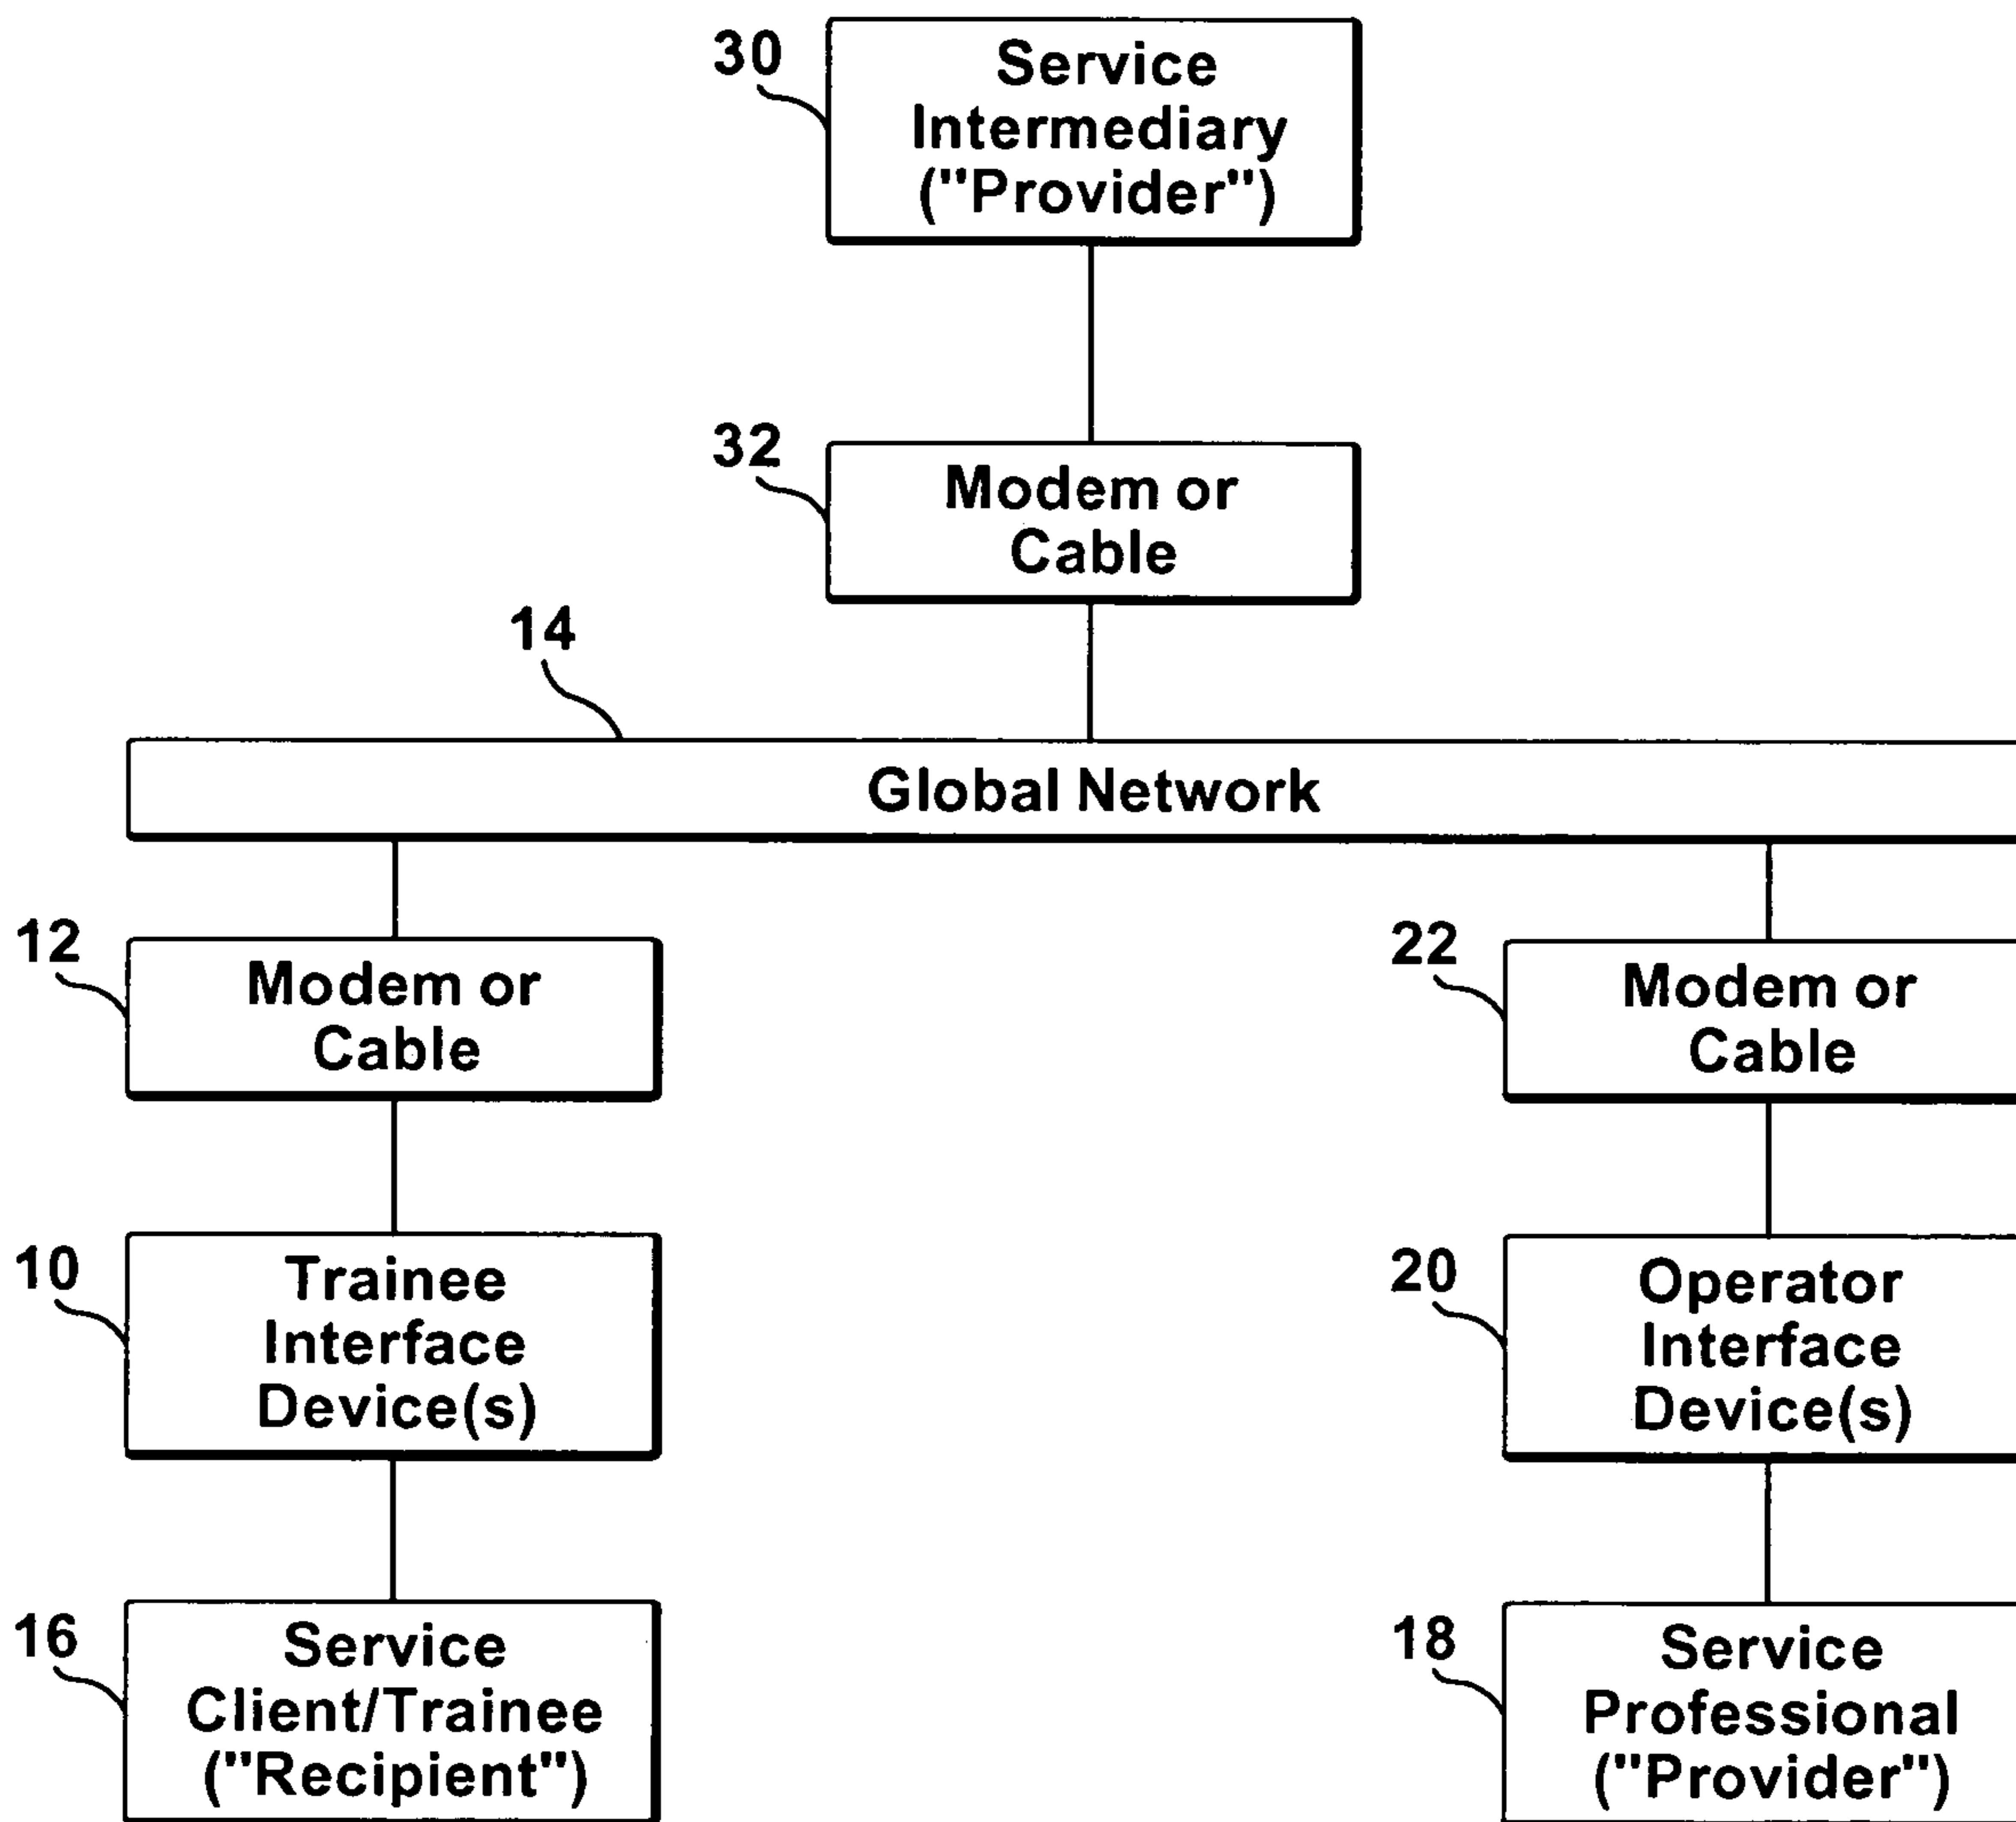 30
Service
Intermediary
("Provider")
32
Modem or
Cable
14
Global Network
12
Modem or
Cable
22
Modem or
Cable
10
Trainee
Interface
Device(s)
20
Operator
Interface
Device(s)
16
Service
Client/Trainee
("Recipient")
18
Service
Professional
("Provider")